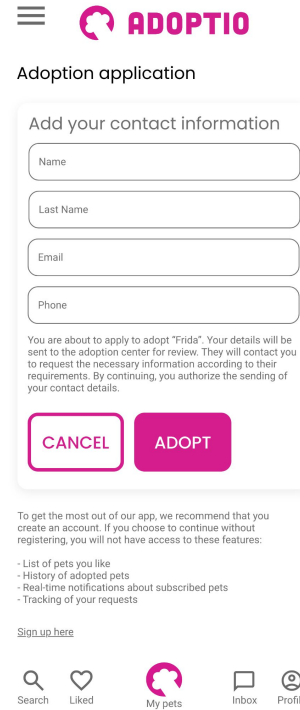 ADOPTIO
Adoption application
Add your contact information
Name
Last Name
Email
Phone
You are about to apply to adopt "Frida". Your details will be
sent to the adoption center for review. They will contact you
to request the necessary information according to their
requirements. By continuing, you authorize the sending of
your contact details.
CANCEL ADOPT
To get the most out of our app, we recommend that you
create an account. If you choose to continue without
registering, you will not have access to these features:
- List of pets you like
- History of adopted pets
- Real-time notifications about subscribed pets
- Tracking of your requests
Sign up here
Search Liked My pets Inbox